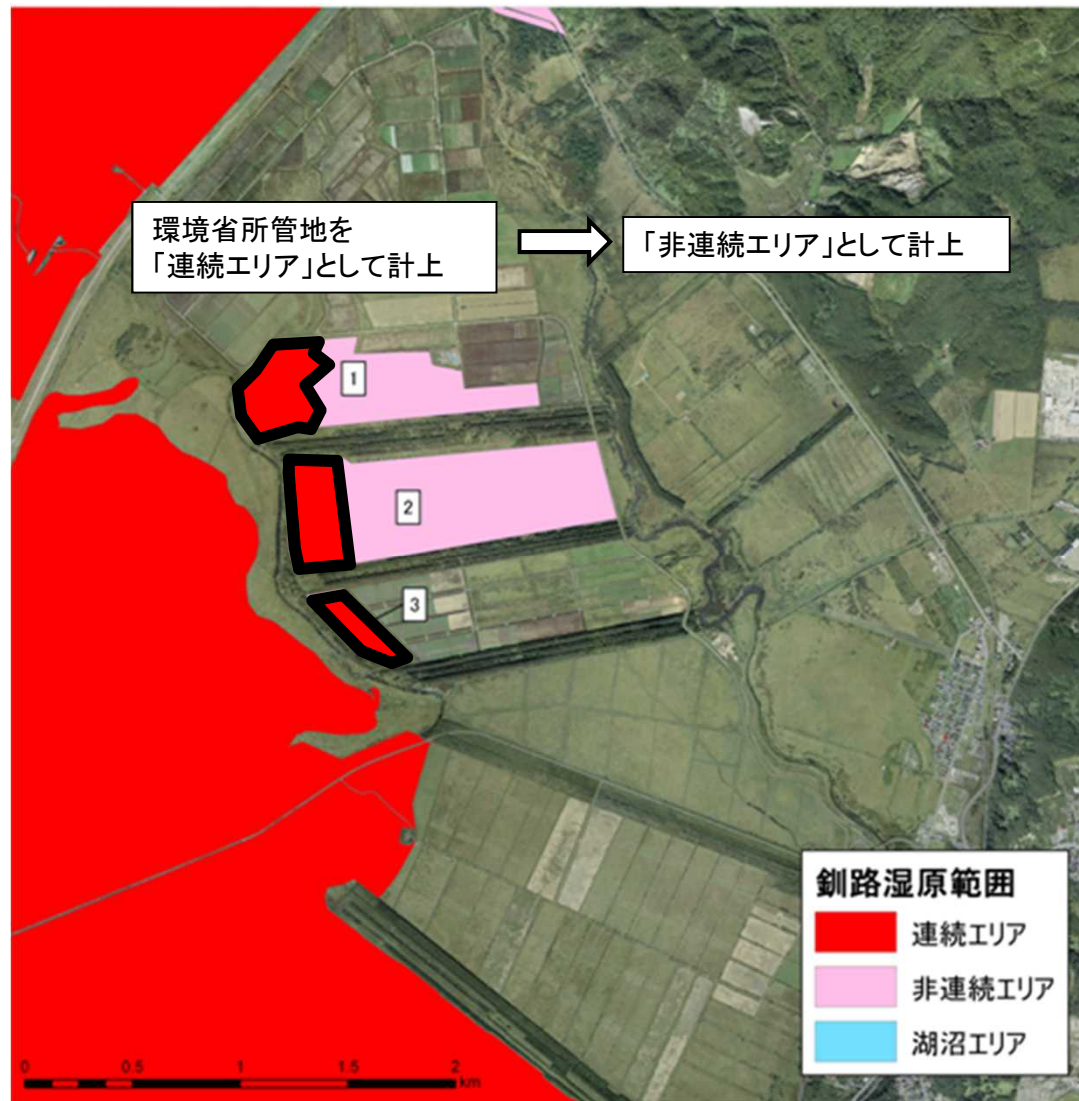 環境省所管地を
「連続エリア」として計上
「非連続エリア」として計上
1
2
3
釧路湿原範囲
連続エリア
非連続エリア
湖沼エリア
0 0.5 1 1.5 2
km